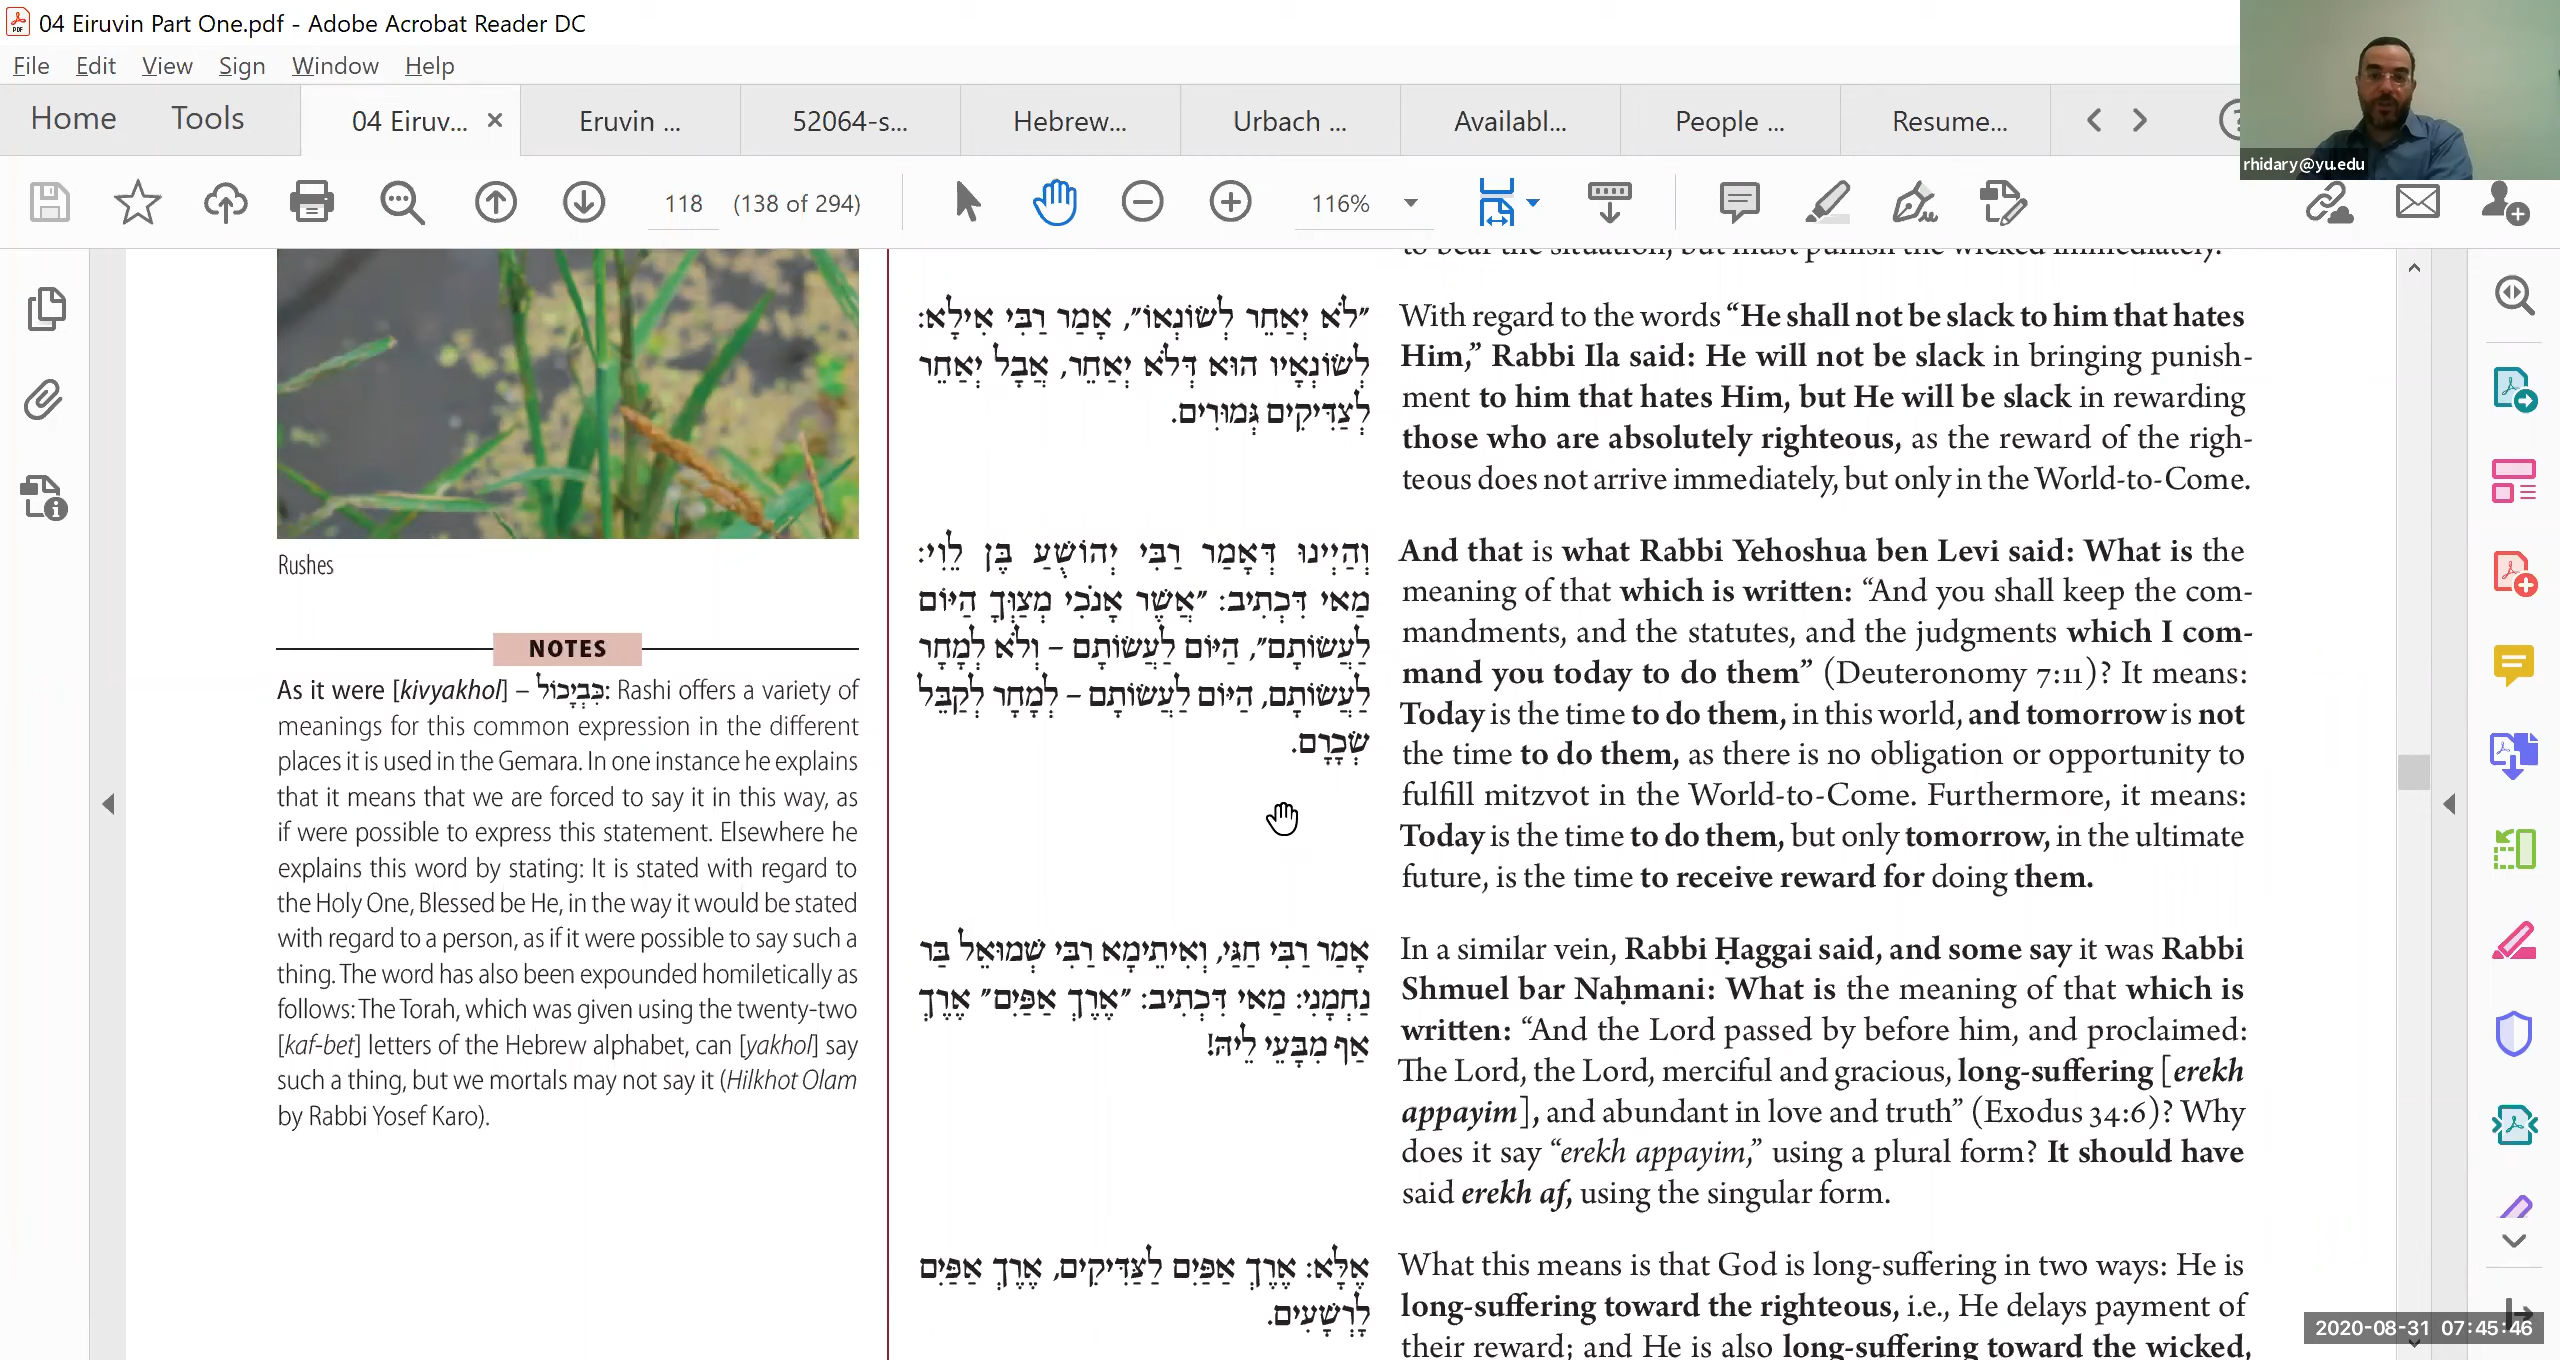 04 Eiruvin Part One.pdf - Adobe Acrobat Reader DC
File Edit View Sign Window Help
Home Tools 04 Eiruv... × Eruvin ... 52064-s... Hebrew... Urbach ... Availabl... People ... Resume...
rhidary@yu.edu
118 (138 of 294) 116%
to bear the situation, but must punish the wicked immediately.
Rushes
NOTES
As it were [kivyakhol] – כִּבְיָכוֹל: Rashi offers a variety of
meanings for this common expression in the different
places it is used in the Gemara. In one instance he explains
that it means that we are forced to say it in this way, as
if were possible to express this statement. Elsewhere he
explains this word by stating: It is stated with regard to
the Holy One, Blessed be He, in the way it would be stated
with regard to a person, as if it were possible to say such a
thing. The word has also been expounded homiletically as
follows: The Torah, which was given using the twenty-two
[kaf-bet] letters of the Hebrew alphabet, can [yakhol] say
such a thing, but we mortals may not say it (Hilkhot Olam
by Rabbi Yosef Karo).
״לֹא יְאַחֵר לְשׂוֹנְאוֹ״, אָמַר רַבִּי אִילָא:
לְשׂוֹנְאָיו הוּא דְּלֹא יְאַחֵר, אֲבָל יְאַחֵר
לְצַדִּיקִים גְּמוּרִים.
With regard to the words “He shall not be slack to him that hates
Him,” Rabbi Ila said: He will not be slack in bringing punish-
ment to him that hates Him, but He will be slack in rewarding
those who are absolutely righteous, as the reward of the righ-
teous does not arrive immediately, but only in the World-to-Come.
וְהַיְינוּ דְּאָמַר רַבִּי יְהוֹשֻׁעַ בֶּן לֵוִי:
מַאי דִּכְתִיב: ״אֲשֶׁר אָנֹכִי מְצַוְּךָ הַיּוֹם
לַעֲשׂוֹתָם״, הַיּוֹם לַעֲשׂוֹתָם – וְלֹא לְמָחָר
לַעֲשׂוֹתָם, הַיּוֹם לַעֲשׂוֹתָם – לְמָחָר לְקַבֵּל
שְׂכָרָם.
And that is what Rabbi Yehoshua ben Levi said: What is the
meaning of that which is written: “And you shall keep the com-
mandments, and the statutes, and the judgments which I com-
mand you today to do them” (Deuteronomy 7:11)? It means:
Today is the time to do them, in this world, and tomorrow is not
the time to do them, as there is no obligation or opportunity to
fulfill mitzvot in the World-to-Come. Furthermore, it means:
Today is the time to do them, but only tomorrow, in the ultimate
future, is the time to receive reward for doing them.
אָמַר רַבִּי חַגַּי, וְאִיתֵּימָא רַבִּי שְׁמוּאֵל בַּר
נַחְמָנִי: מַאי דִּכְתִיב: ״אֶרֶךְ אַפַּיִם״ אֶרֶךְ
אַף מִבָּעֵי לֵיהּ!
In a similar vein, Rabbi Ḥaggai said, and some say it was Rabbi
Shmuel bar Naḥmani: What is the meaning of that which is
written: “And the Lord passed by before him, and proclaimed:
The Lord, the Lord, merciful and gracious, long-suffering [erekh
appayim], and abundant in love and truth” (Exodus 34:6)? Why
does it say “erekh appayim,” using a plural form? It should have
said erekh af, using the singular form.
אֶלָּא: אֶרֶךְ אַפַּיִם לַצַּדִּיקִים, אֶרֶךְ אַפַּיִם
לָרְשָׁעִים.
What this means is that God is long-suffering in two ways: He is
long-suffering toward the righteous, i.e., He delays payment of
their reward; and He is also long-suffering toward the wicked,
2020-08-31 07:45:46